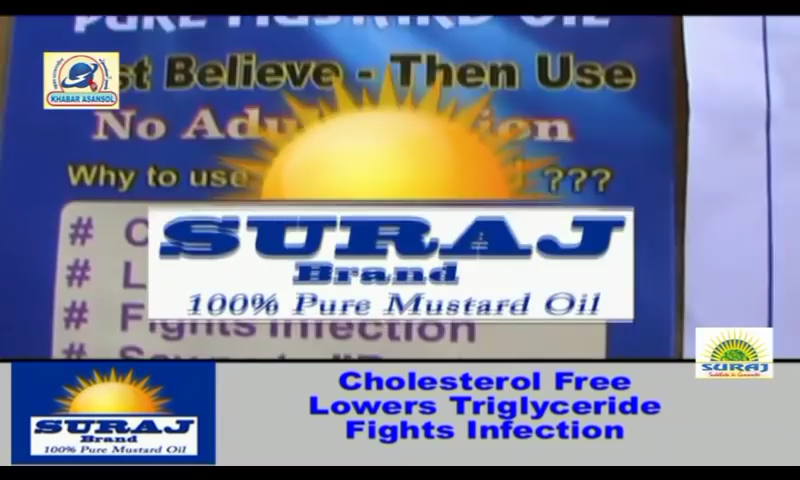 PURE MUSTARD OIL
KHABAR ASANSOL
st Believe - Then Use
No Adu ion
Why to use ???
# C
SURAJ
Brand
100% Pure Mustard Oil
# L
# Fights Infection
#
SURAJ
SURAJ
Brand
100% Pure Mustard Oil
Cholesterol Free
Lowers Triglyceride
Fights Infection